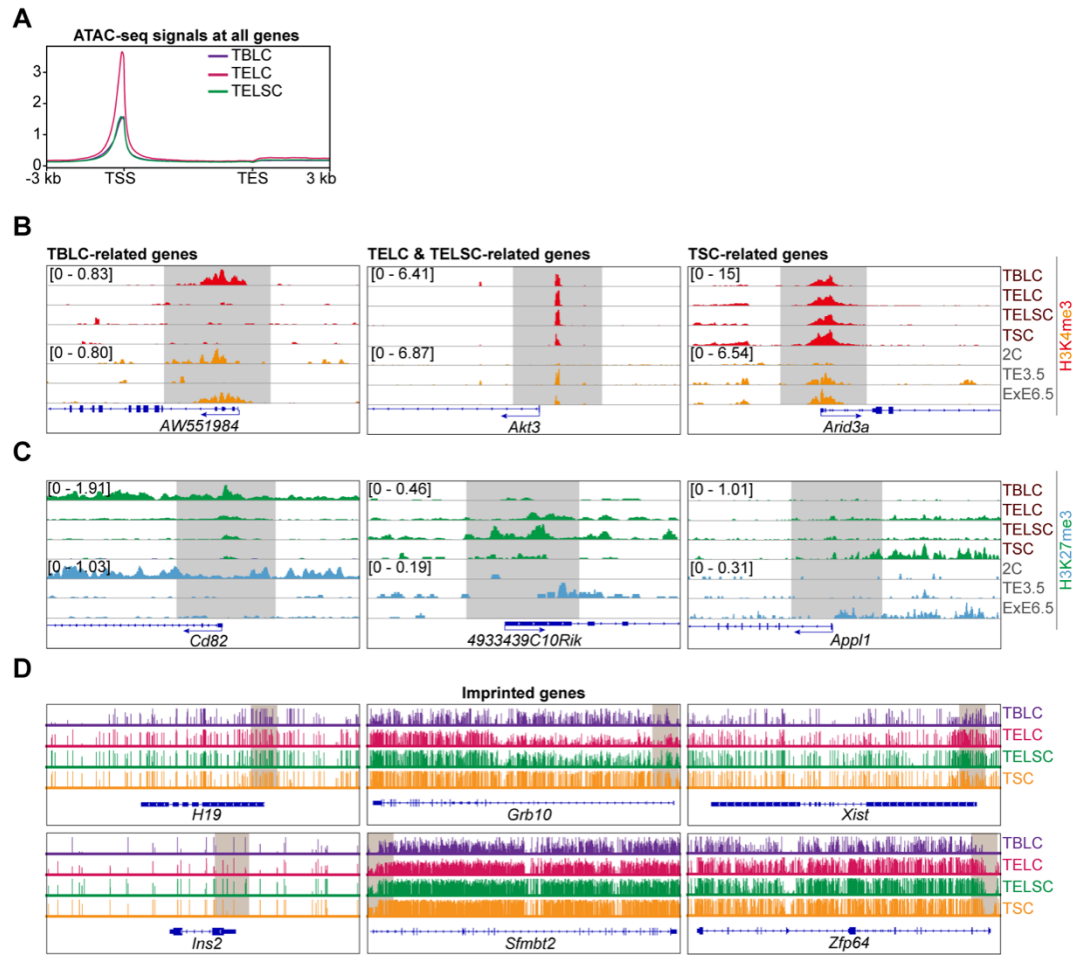 A
ATAC-seq signals at all genes
TBLC
TELC
TELSC
3
2
1
0
-3 kb TSS TES 3 kb
B
TBLC-related genes TELC & TELSC-related genes TSC-related genes
[0 - 0.83] [0 - 6.41] [0 - 15] TBLC
TELC
TELSC
TSC
[0 - 0.80] [0 - 6.87] [0 - 6.54] 2C
TE3.5
ExE6.5
H3K4me3
AW551984 Akt3 Arid3a
C
[0 - 1.91] [0 - 0.46] [0 - 1.01] TBLC
TELC
TELSC
TSC
[0 - 1.03] [0 - 0.19] [0 - 0.31] 2C
TE3.5
ExE6.5
H3K27me3
Cd82 4933439C10Rik Appl1
D
Imprinted genes
TBLC
TELC
TELSC
TSC
H19 Grb10 Xist
TBLC
TELC
TELSC
TSC
Ins2 Sfmbt2 Zfp64